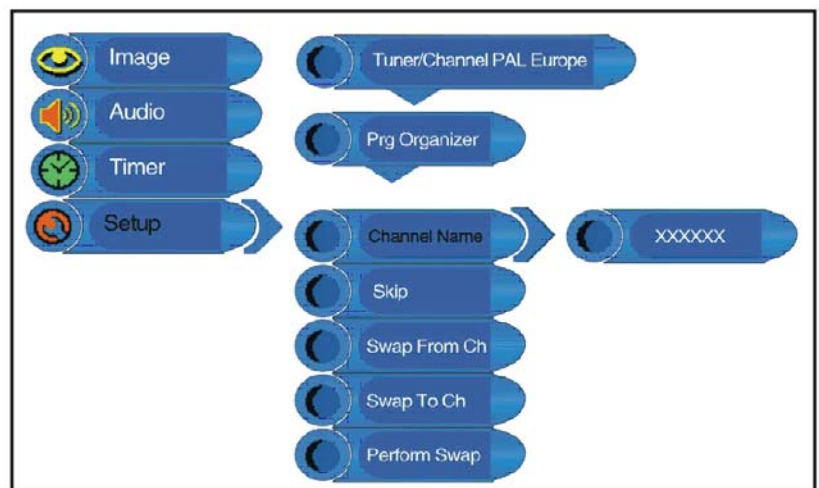 Image
Audio
Timer
Setup
Tuner/Channel PAL Europe
Prg Organizer
Channel Name
Skip
Swap From Ch
Swap To Ch
Perform Swap
XXXXXX